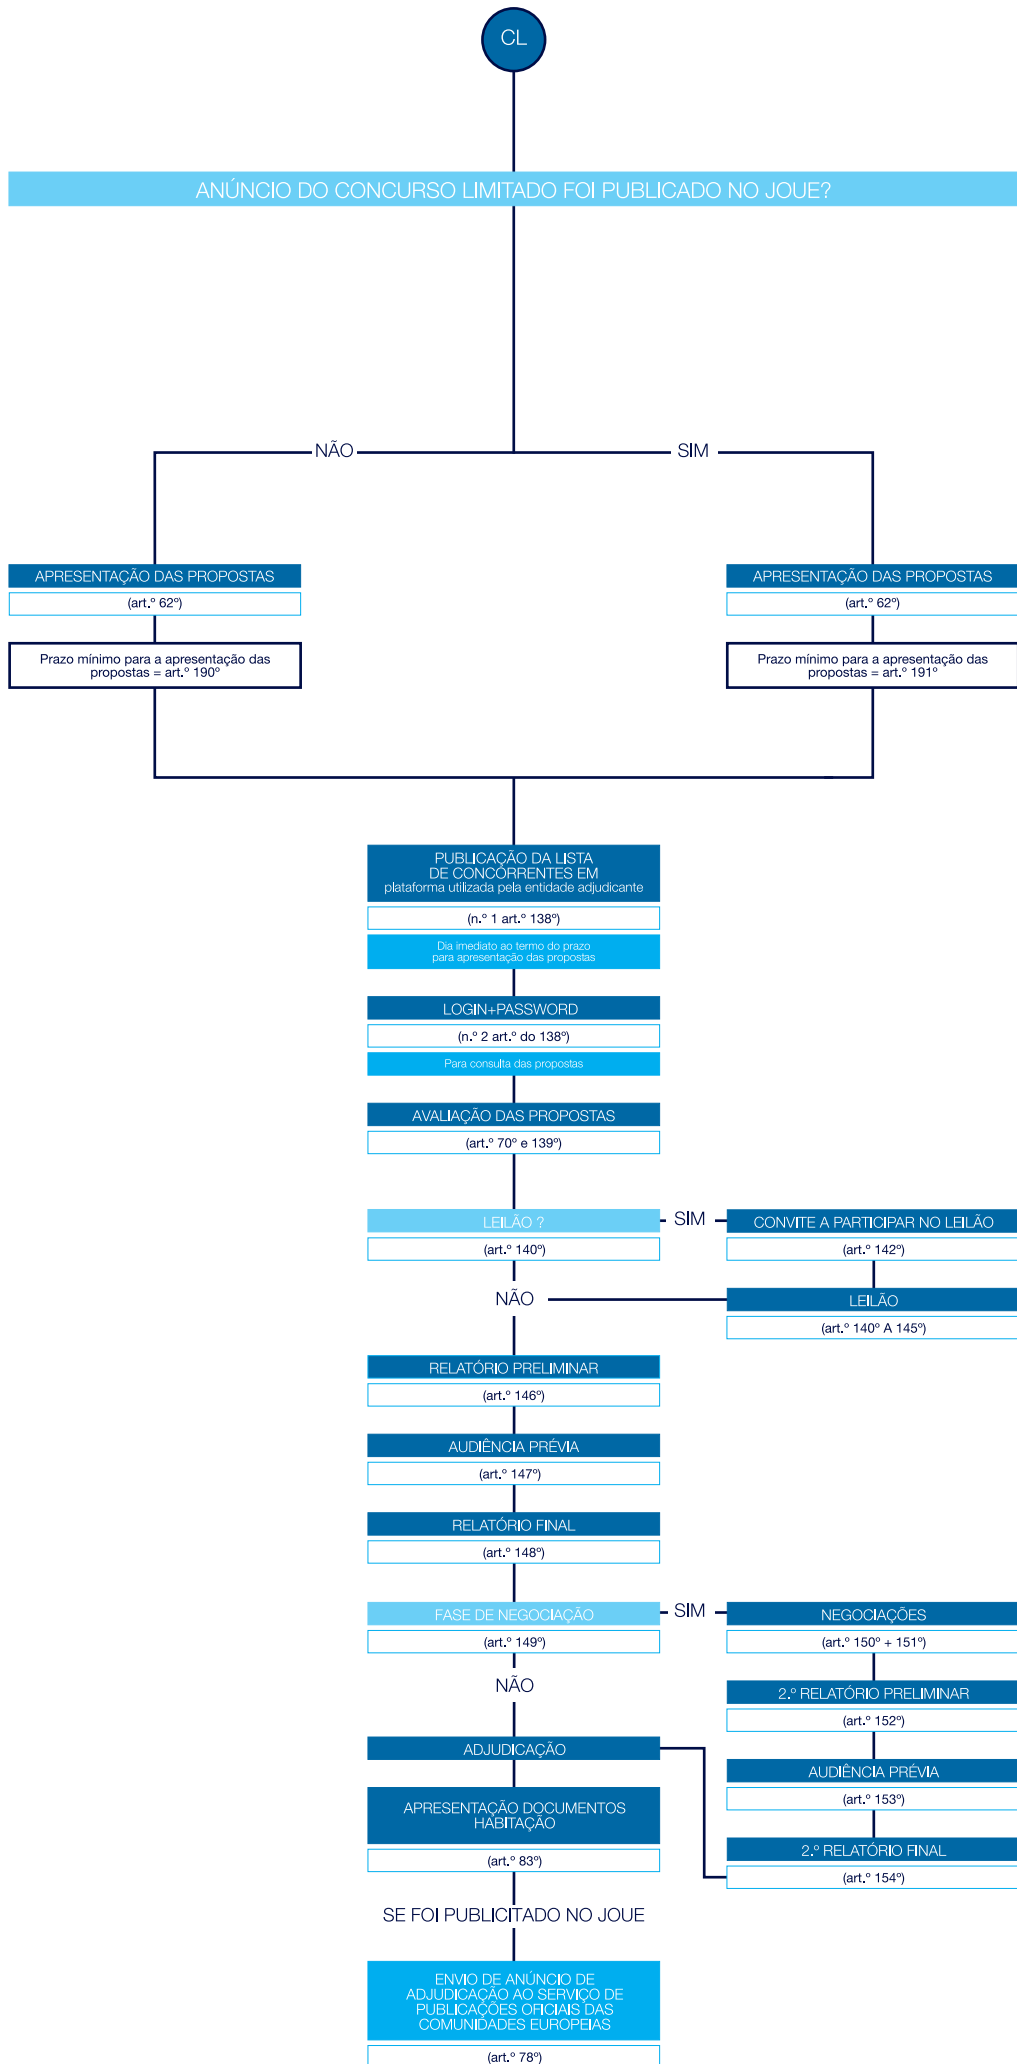 CL
ANÚNCIO DO CONCURSO LIMITADO FOI PUBLICADO NO JOUE?
NÃO
SIM
APRESENTAÇÃO DAS PROPOSTAS
(art.º 62º)
Prazo mínimo para a apresentação das
propostas = art.º 190º
APRESENTAÇÃO DAS PROPOSTAS
(art.º 62º)
Prazo mínimo para a apresentação das
propostas = art.º 191º
PUBLICAÇÃO DA LISTA
DE CONCORRENTES EM
plataforma utilizada pela entidade adjudicante
(n.º 1 art.º 138º)
Dia imediato ao termo do prazo
para apresentação das propostas
LOGIN+PASSWORD
(n.º 2 art.º do 138º)
Para consulta das propostas
AVALIAÇÃO DAS PROPOSTAS
(art.º 70º e 139º)
LEILÃO ?
(art.º 140º)
SIM
CONVITE A PARTICIPAR NO LEILÃO
(art.º 142º)
NÃO
LEILÃO
(art.º 140º A 145º)
RELATÓRIO PRELIMINAR
(art.º 146º)
AUDIÊNCIA PRÉVIA
(art.º 147º)
RELATÓRIO FINAL
(art.º 148º)
FASE DE NEGOCIAÇÃO
(art.º 149º)
SIM
NEGOCIAÇÕES
(art.º 150º + 151º)
NÃO
2.º RELATÓRIO PRELIMINAR
(art.º 152º)
AUDIÊNCIA PRÉVIA
(art.º 153º)
2.º RELATÓRIO FINAL
(art.º 154º)
ADJUDICAÇÃO
APRESENTAÇÃO DOCUMENTOS
HABITAÇÃO
(art.º 83º)
SE FOI PUBLICITADO NO JOUE
ENVIO DE ANÚNCIO DE
ADJUDICAÇÃO AO SERVIÇO DE
PUBLICAÇÕES OFICIAIS DAS
COMUNIDADES EUROPEIAS
(art.º 78º)